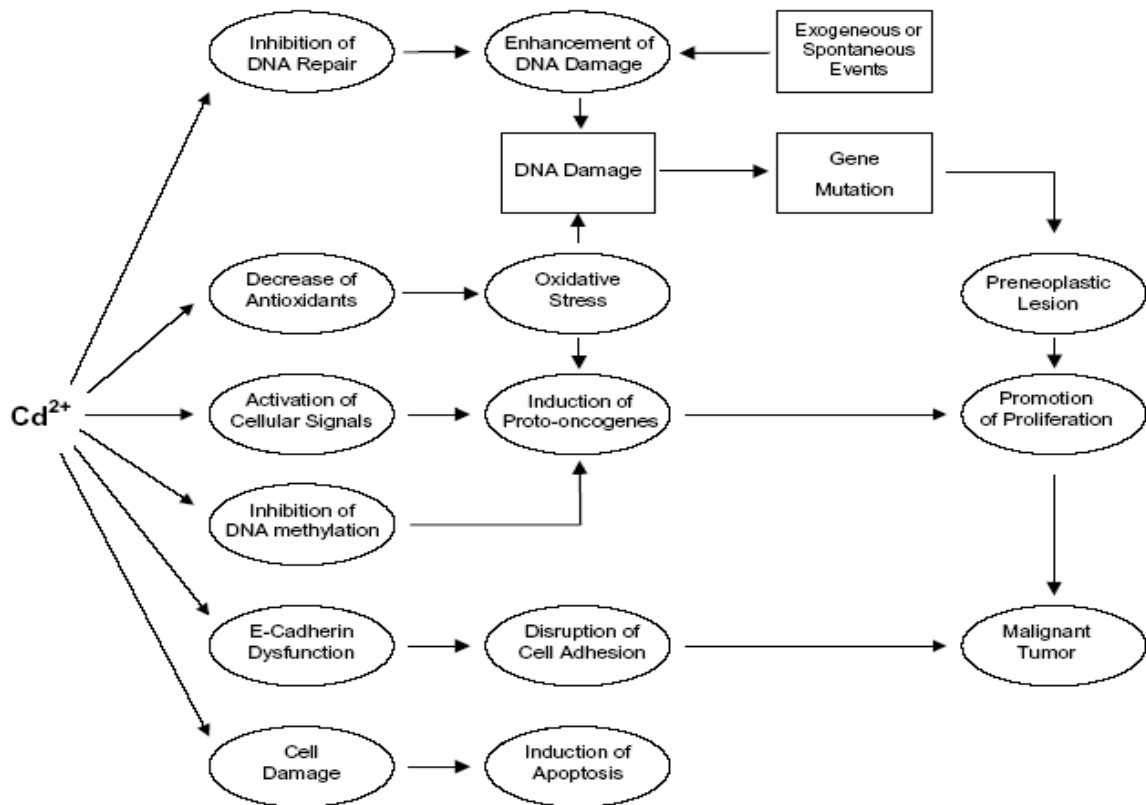 Inhibition of
DNA Repair
Enhancement of
DNA Damage
Exogeneous or
Spontaneous
Events
DNA Damage
Gene
Mutation
Decrease of
Antioxidants
Oxidative
Stress
Preneoplastic
Lesion
Cd²⁺
Activation of
Cellular Signals
Induction of
Proto-oncogenes
Promotion
of Proliferation
Inhibition of
DNA methylation
E-Cadherin
Dysfunction
Disruption of
Cell Adhesion
Malignant
Tumor
Cell
Damage
Induction of
Apoptosis